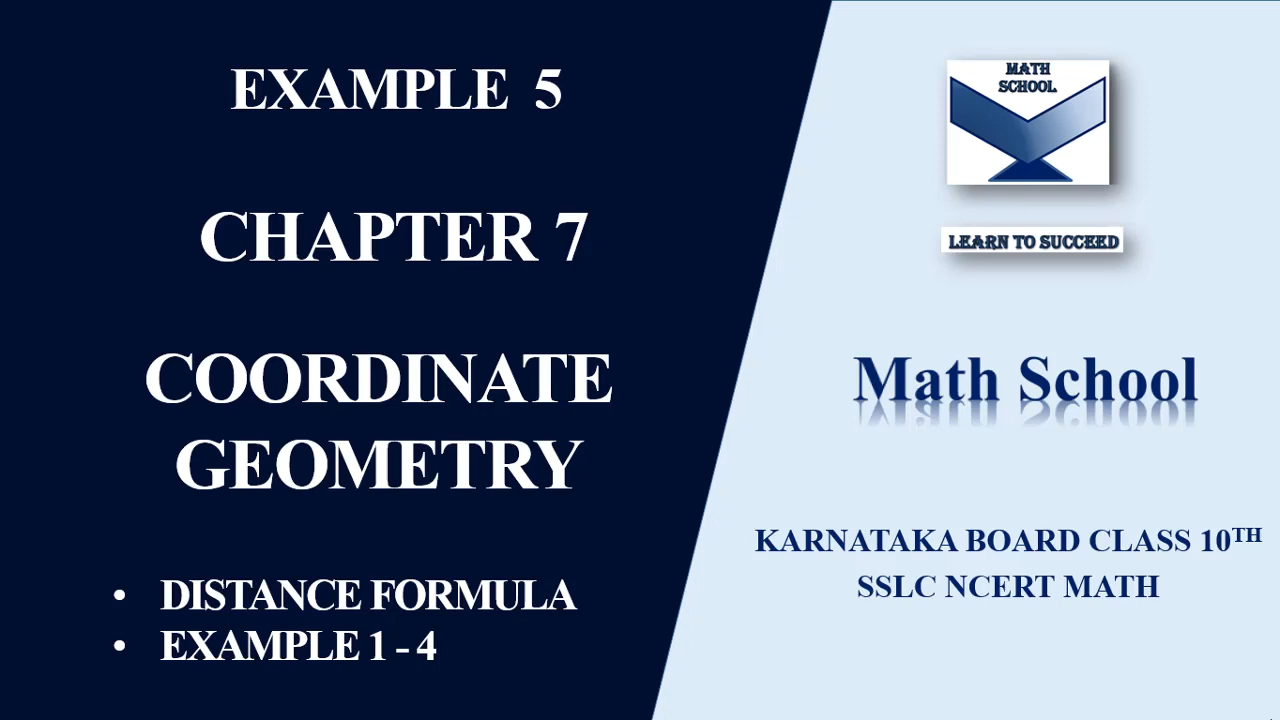 EXAMPLE 5
CHAPTER 7
COORDINATE
GEOMETRY
• DISTANCE FORMULA
• EXAMPLE 1 - 4
MATH
SCHOOL
LEARN TO SUCCEED
Math School
KARNATAKA BOARD CLASS 10TH
SSLC NCERT MATH